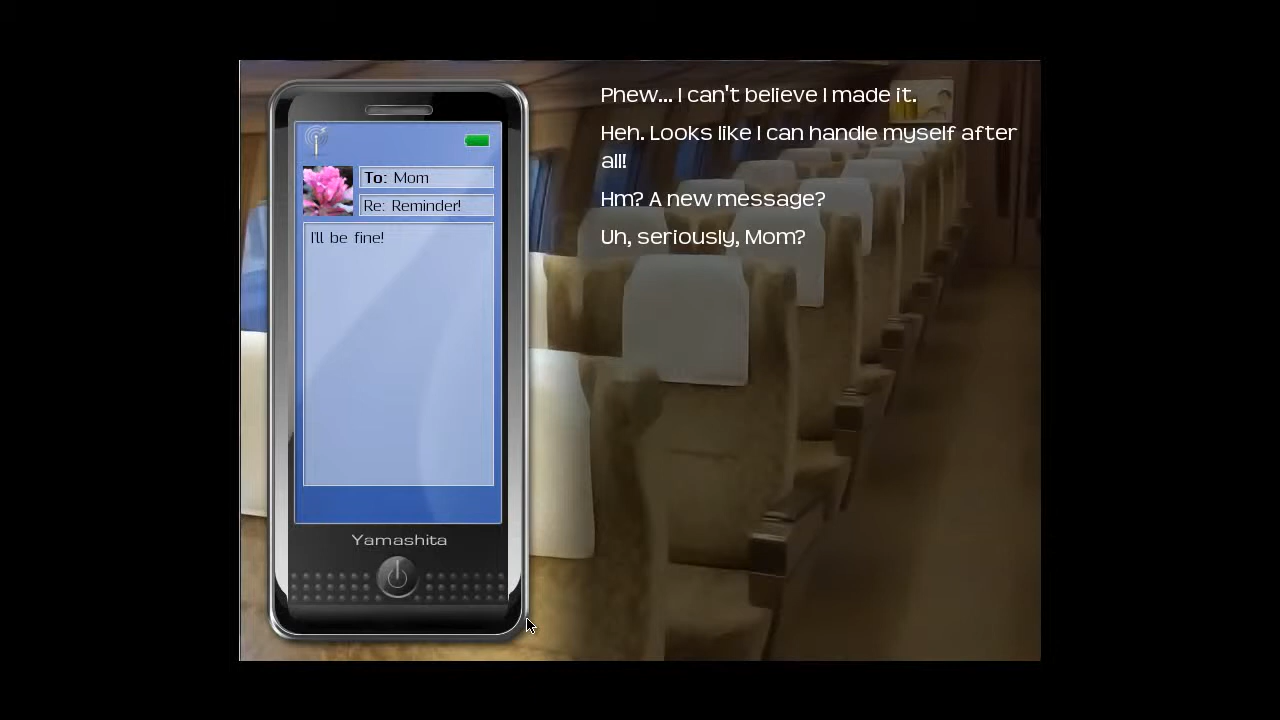 To: Mom
Re: Reminder!
I'll be fine!
Yamashita
Phew... I can't believe I made it.
Heh. Looks like I can handle myself after
all!
Hm? A new message?
Uh, seriously, Mom?